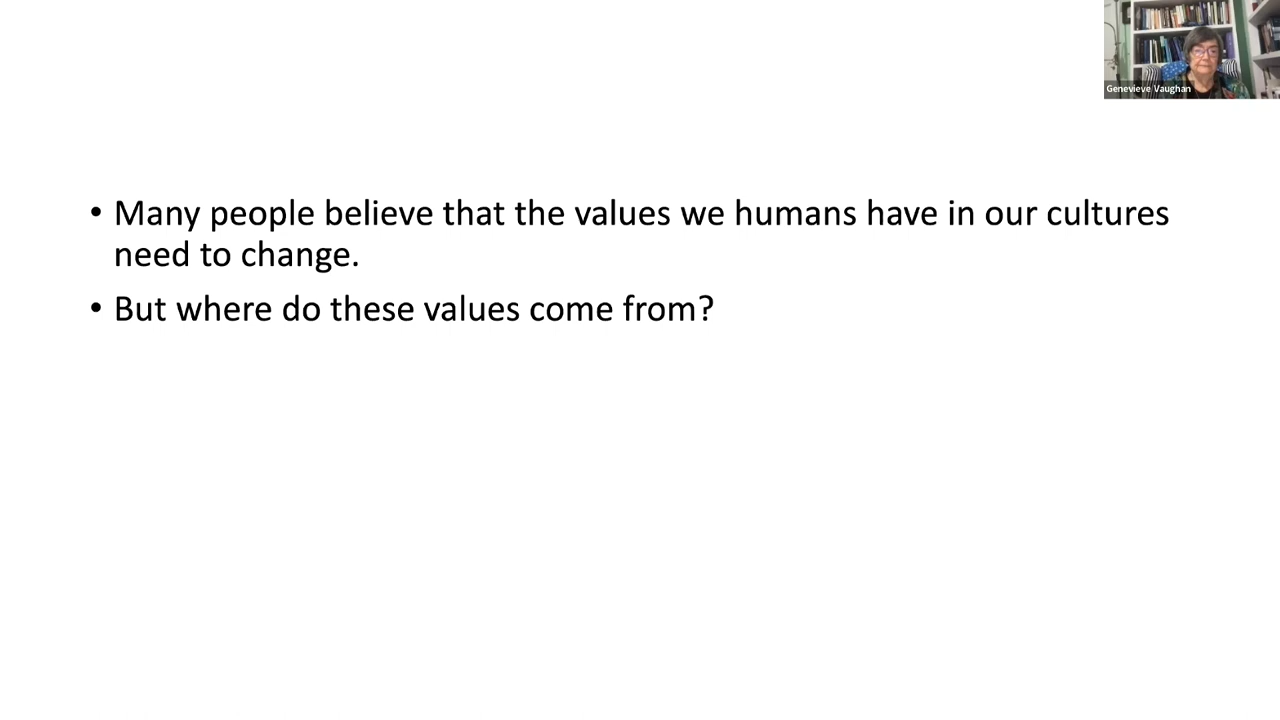 Genevieve Vaughan
• Many people believe that the values we humans have in our cultures
need to change.
• But where do these values come from?